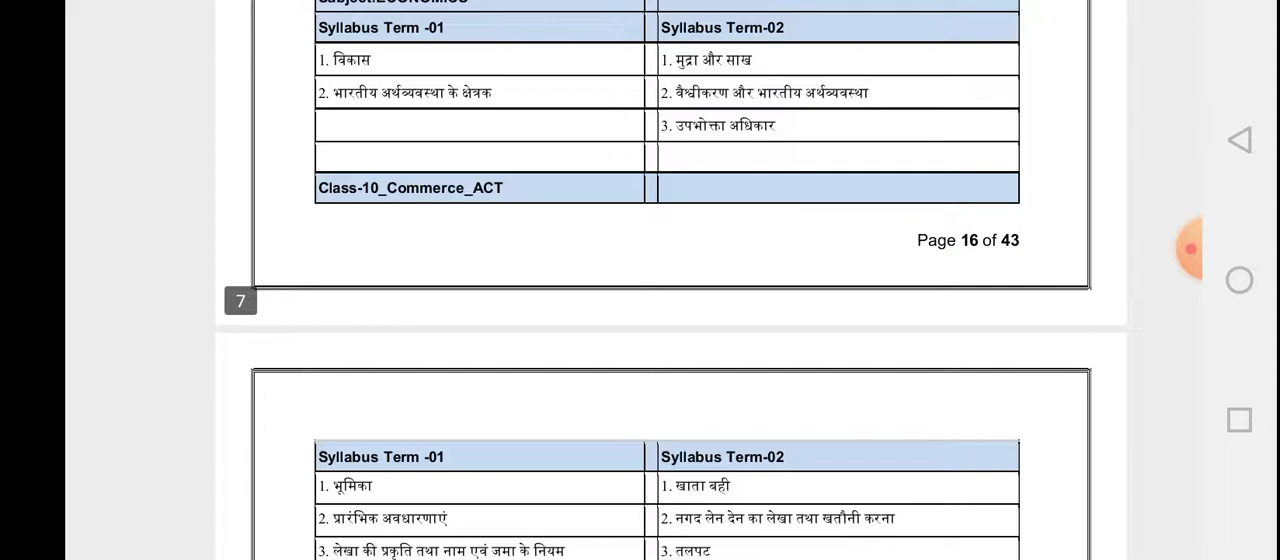 Subject:ECONOMICS
Syllabus Term -01 Syllabus Term-02
1. विकास 1. मुद्रा और साख
2. भारतीय अर्थव्यवस्था के क्षेत्रक 2. वैश्वीकरण और भारतीय अर्थव्यवस्था
3. उपभोक्ता अधिकार
Class-10_Commerce_ACT
Page 16 of 43
7
Syllabus Term -01 Syllabus Term-02
1. भूमिका 1. खाता बही
2. प्रारंभिक अवधारणाएं 2. नगद लेन देन का लेखा तथा खतौनी करना
3. लेखा की प्रकृति तथा नाम एवं जमा के नियम 3. तलपट